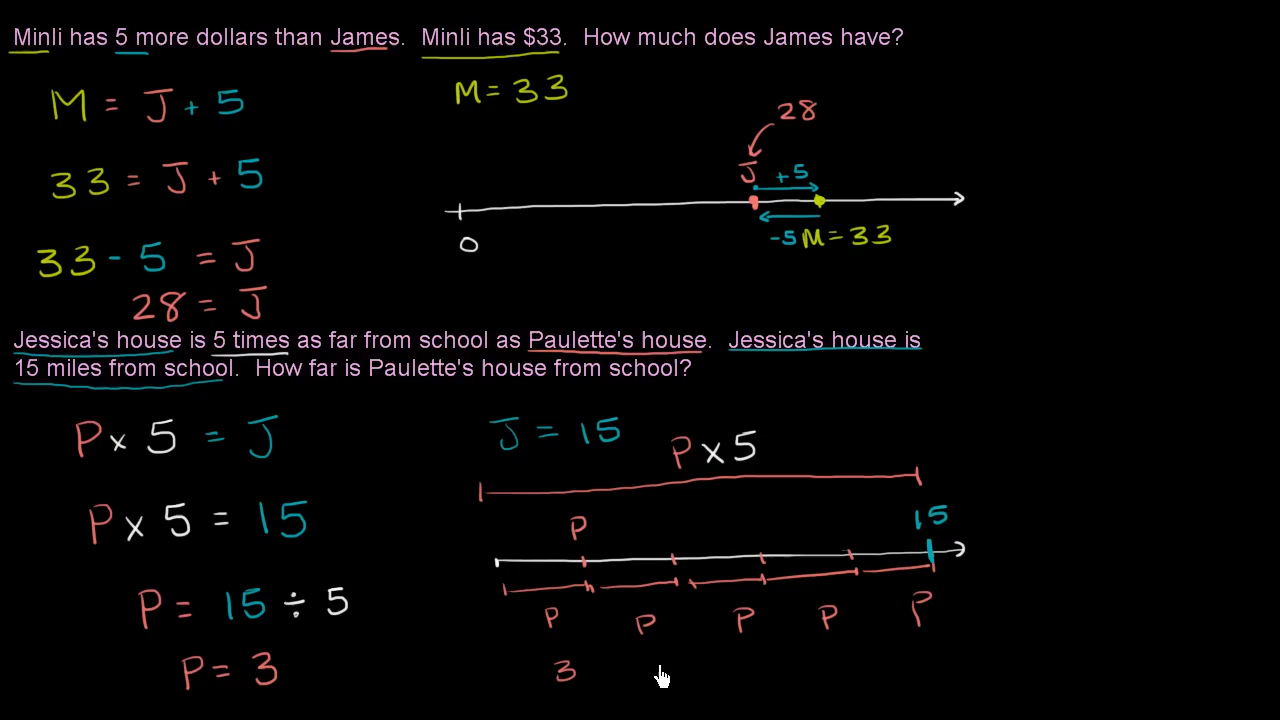 Minli has 5 more dollars than James.  Minli has $33.  How much does James have?
M = J + 5
M = 33
33 = J + 5
28
J
+5
0
-5 M = 33
33 - 5 = J
28 = J
Jessica's house is 5 times as far from school as Paulette's house.  Jessica's house is
15 miles from school.  How far is Paulette's house from school?
P x 5 = J
J = 15
P x 5
P x 5 = 15
P
15
P = 15 ÷ 5
P P P P P
P = 3
3